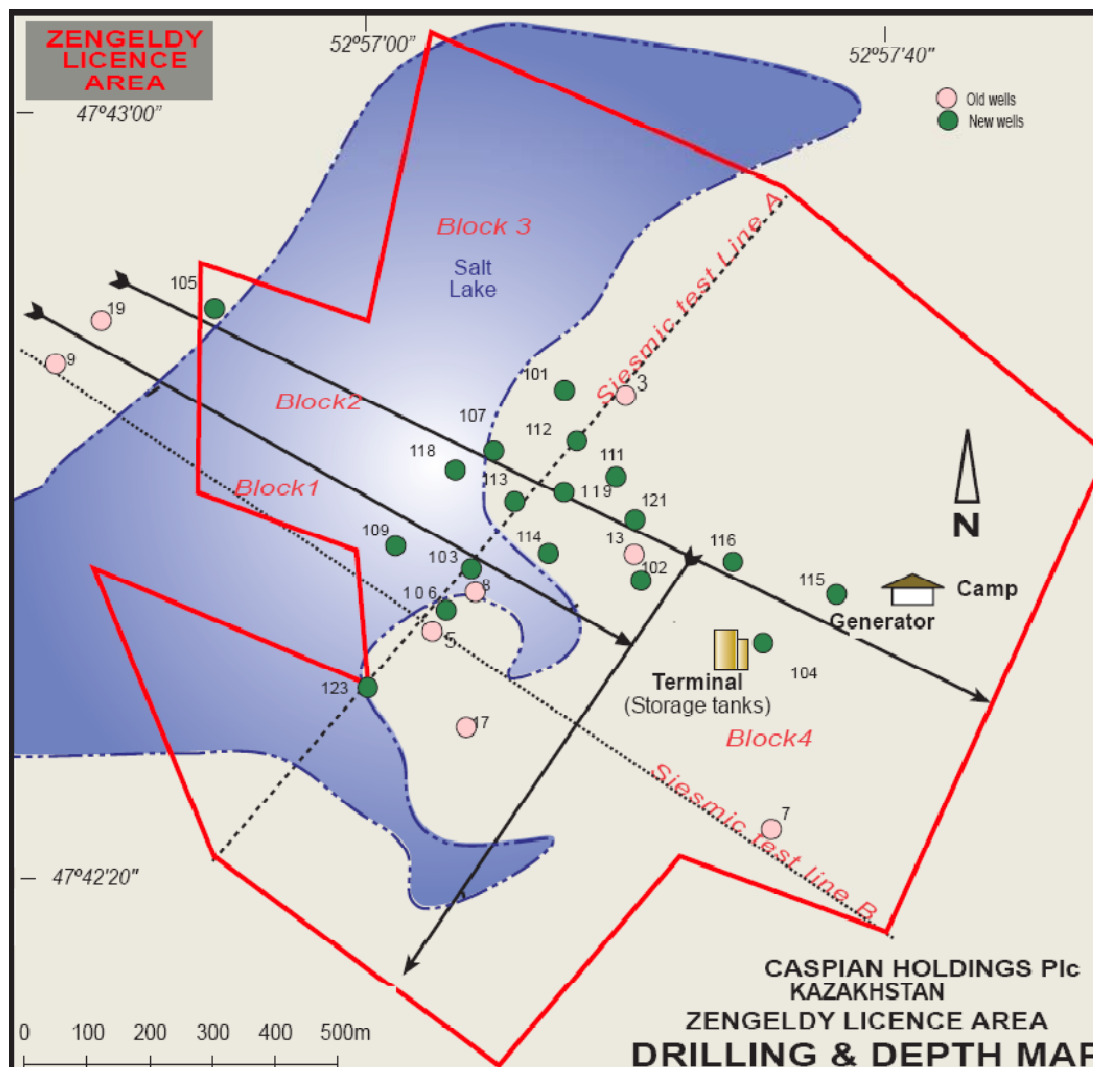 ZENGELDY
LICENCE
AREA
52º57'00"
52º57'40"
47º43'00"
Old wells
New wells
Block 3
Salt
Lake
Siesmic test Line A
105
19
9
101
3
Block2
107
112
118
111
113
119
121
Block1
109
114
13
116
103
102
115
8
106
Camp
Generator
5
N
104
Terminal
(Storage tanks)
123
17
Block4
7
Siesmic test line B
47º42'20"
CASPIAN HOLDINGS Plc
KAZAKHSTAN
ZENGELDY LICENCE AREA
DRILLING & DEPTH MAP
0 100 200 300 400 500m